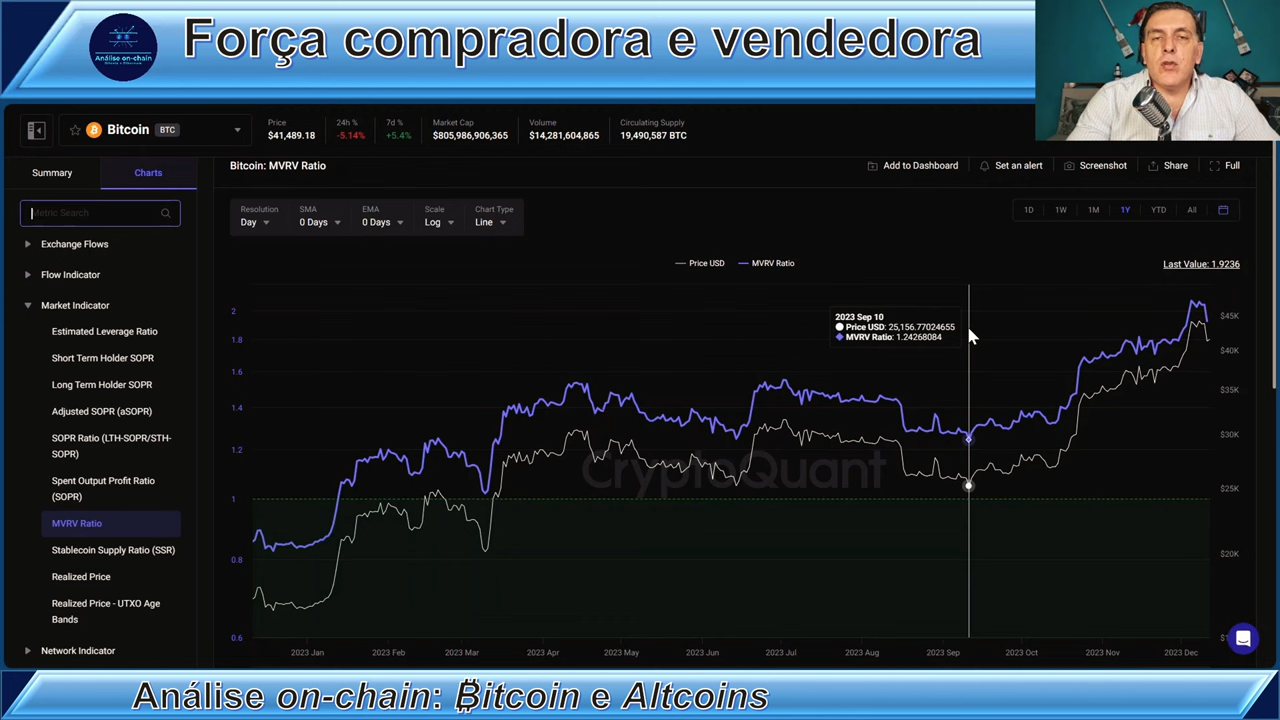 Força compradora e vendedora
Análise on-chain
Bitcoin BTC
Price
$41,489.18
24h %
-5.14%
7d %
+5.4%
Market Cap
$805,986,906,365
Volume
$14,281,604,865
Circulating Supply
19,490,587 BTC
Summary
Charts
Metric Search
Exchange Flows
Flow Indicator
Market Indicator
Estimated Leverage Ratio
Short Term Holder SOPR
Long Term Holder SOPR
Adjusted SOPR (aSOPR)
SOPR Ratio (LTH-SOPR/STH-
SOPR)
Spent Output Profit Ratio
(SOPR)
MVRV Ratio
Stablecoin Supply Ratio (SSR)
Realized Price
Realized Price - UTXO Age
Bands
Network Indicator
Bitcoin: MVRV Ratio
Add to Dashboard
Set an alert
Screenshot
Share
Full
Resolution
Day
SMA
0 Days
EMA
0 Days
Scale
Log
Chart Type
Line
1D 1W 1M 1Y YTD All
Price USD MVRV Ratio
Last Value: 1.9236
2023 Sep 10
Price USD: 25,156.77024655
MVRV Ratio: 1.24268084
CryptoQuant
2
1.8
1.6
1.4
1.2
1
0.8
0.6
$45K
$40K
$35K
$30K
$25K
$20K
2023 Jan 2023 Feb 2023 Mar 2023 Apr 2023 May 2023 Jun 2023 Jul 2023 Aug 2023 Sep 2023 Oct 2023 Nov 2023 Dec
Análise on-chain: ₿itcoin e Altcoins